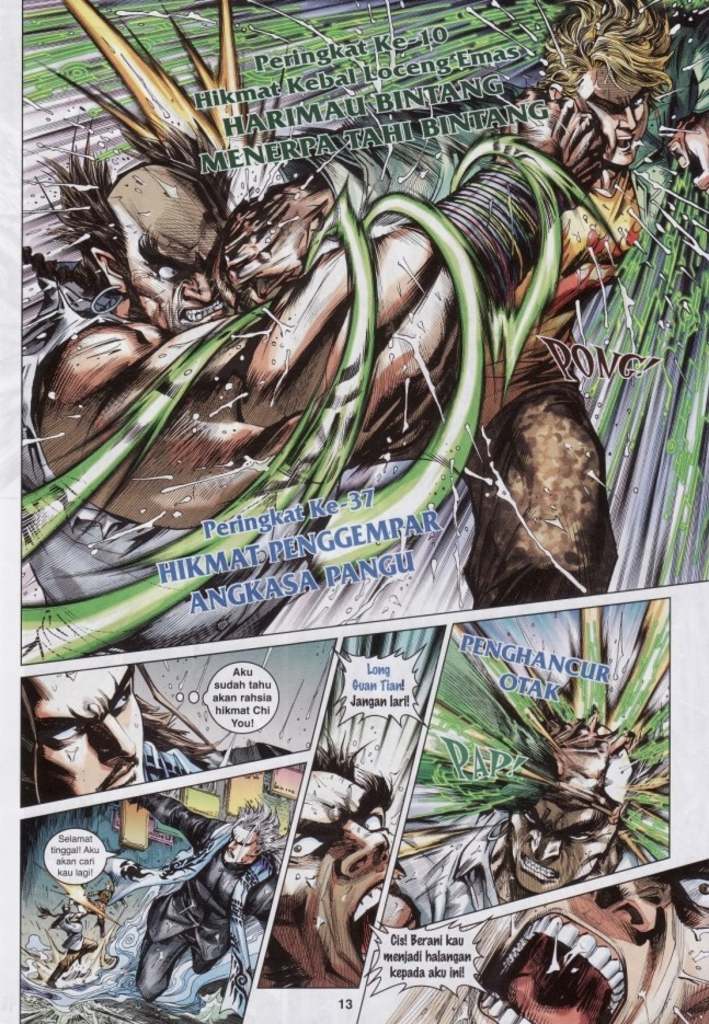 Peringkat Ke-10
Hikmat Kebal Loceng Emas
HARIMAU BINTANG
MENERPA TAHI BINTANG
PONG!
Peringkat Ke-37
HIKMAT PENGGEMPAR
ANGKASA PANGU
Aku
sudah tahu
akan rahsia
hikmat Chi
You!
Long
Guan Tian!
Jangan lari!
PENGHANCUR
OTAK
PAP!
Selamat
tinggal! Aku
akan cari
kau lagi!
Cis! Berani kau
menjadi halangan
kepada aku ini!
13